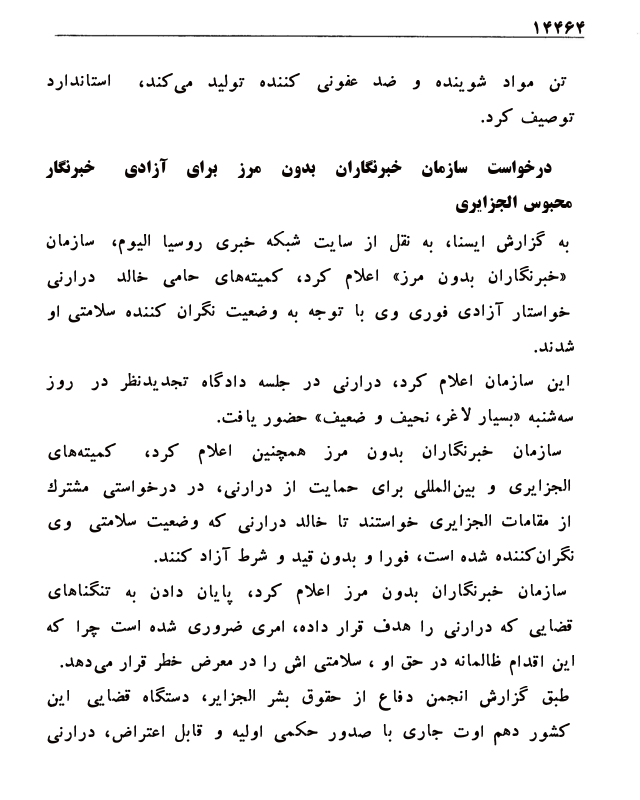 ۱۴۴۶۴
تن مواد شوینده و ضد عفونی کننده تولید می‌کند، استاندارد
توصیف کرد.
درخواست سازمان خبرنگاران بدون مرز برای آزادی خبرنگار
محبوس الجزایری
به گزارش ایسنا، به نقل از سایت شبکه خبری روسیا الیوم، سازمان
«خبرنگاران بدون مرز» اعلام کرد، کمیته‌های حامی خالد درارنی
خواستار آزادی فوری وی با توجه به وضعیت نگران کننده سلامتی او
شدند.
این سازمان اعلام کرد، درارنی در جلسه دادگاه تجدیدنظر در روز
سه‌شنبه «بسیار لاغر، نحیف و ضعیف» حضور یافت.
سازمان خبرنگاران بدون مرز همچنین اعلام کرد، کمیته‌های
الجزایری و بین‌المللی برای حمایت از درارنی، در درخواستی مشترك
از مقامات الجزایری خواستند تا خالد درارنی که وضعیت سلامتی وی
نگران‌کننده شده است، فورا و بدون قید و شرط آزاد کنند.
سازمان خبرنگاران بدون مرز اعلام کرد، پایان دادن به تنگناهای
قضایی که درارنی را هدف قرار داده، امری ضروری شده است چرا که
این اقدام ظالمانه در حق او ، سلامتی اش را در معرض خطر قرار می‌دهد.
طبق گزارش انجمن دفاع از حقوق بشر الجزایر، دستگاه قضایی این
کشور دهم اوت جاری با صدور حکمی اولیه و قابل اعتراض، درارنی